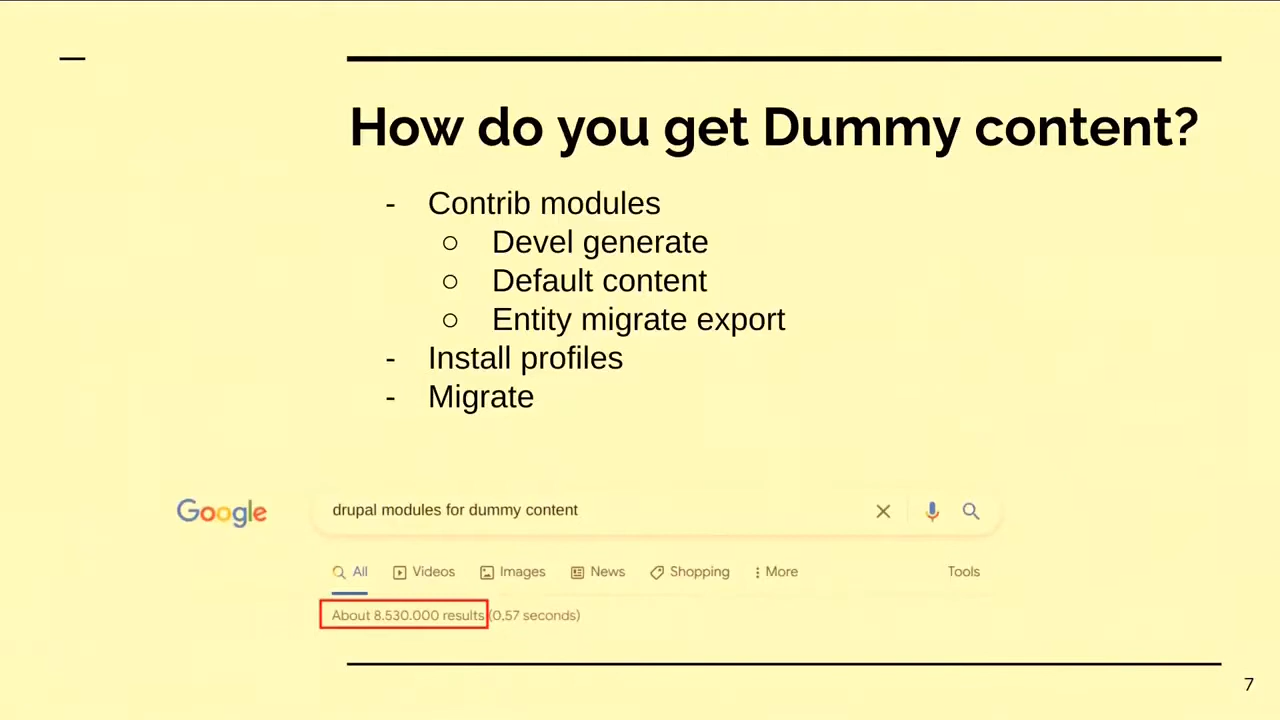 How do you get Dummy content?
- Contrib modules
○ Devel generate
○ Default content
○ Entity migrate export
- Install profiles
- Migrate
Google drupal modules for dummy content
All Videos Images News Shopping More Tools
About 8.530.000 results (0,57 seconds)
7